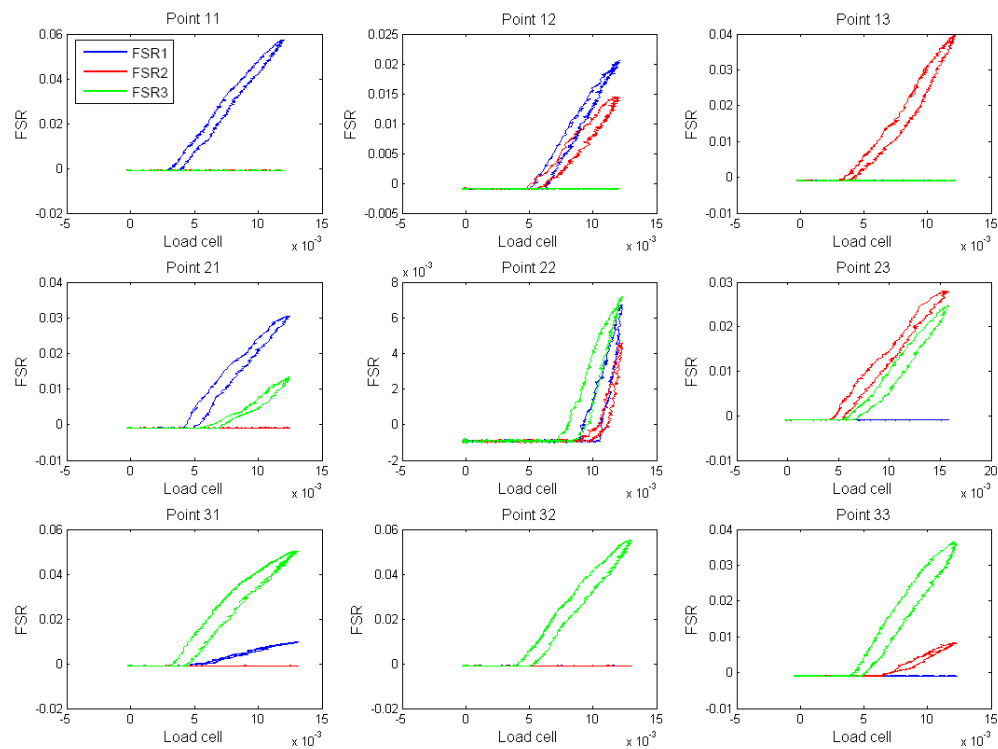 Point 11
0.06
0.04
0.02
0
-0.02
FSR
FSR1
FSR2
FSR3
-5 0 5 10 15
Load cell
x 10^-3
Point 12
0.025
0.02
0.015
0.01
0.005
0
-0.005
FSR
-5 0 5 10 15
Load cell
x 10^-3
Point 13
0.04
0.03
0.02
0.01
0
-0.01
FSR
-5 0 5 10 15
Load cell
x 10^-3
Point 21
0.04
0.03
0.02
0.01
0
-0.01
FSR
-5 0 5 10 15
Load cell
x 10^-3
Point 22
x 10^-3
8
6
4
2
0
-2
FSR
-5 0 5 10 15
Load cell
x 10^-3
Point 23
0.03
0.02
0.01
0
-0.01
FSR
-5 0 5 10 15 20
Load cell
x 10^-3
Point 31
0.06
0.04
0.02
0
-0.02
FSR
-5 0 5 10 15
Load cell
x 10^-3
Point 32
0.06
0.04
0.02
0
-0.02
FSR
-5 0 5 10 15
Load cell
x 10^-3
Point 33
0.04
0.03
0.02
0.01
0
-0.01
FSR
-5 0 5 10 15
Load cell
x 10^-3